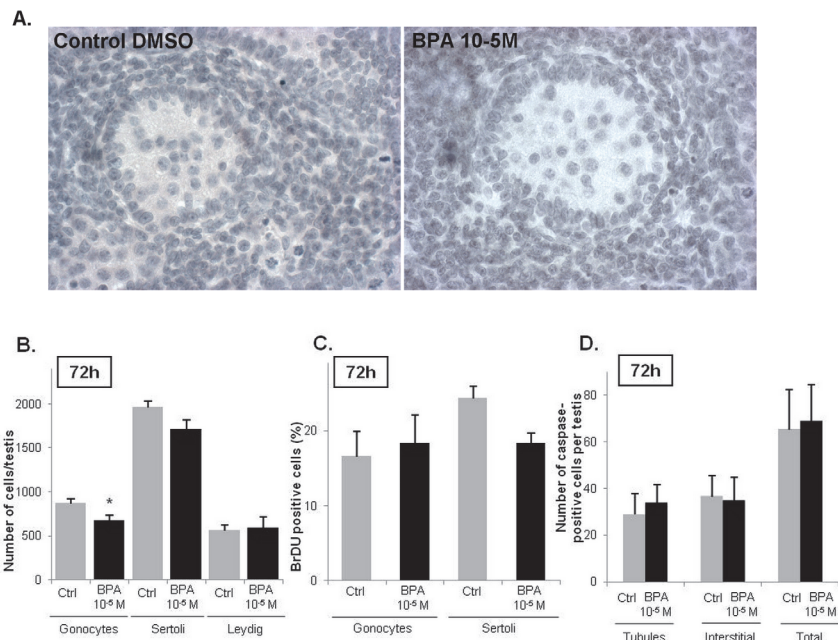 A.
Control DMSO
BPA 10-5M
B.
72h
Number of cells/testis
2000
1500
1000
500
0
*
Ctrl
BPA
10-5 M
Ctrl
BPA
10-5 M
Ctrl
BPA
10-5 M
Gonocytes
Sertoli
Leydig
C.
72h
BrDU positive cells (%)
20
10
0
Ctrl
BPA
10-5 M
Ctrl
BPA
10-5 M
Gonocytes
Sertoli
D.
72h
Number of caspase-
positive cells per testis
80
60
40
20
0
Ctrl
BPA
10-5 M
Ctrl
BPA
10-5 M
Ctrl
BPA
10-5 M
Tubules
Interstitial
Total